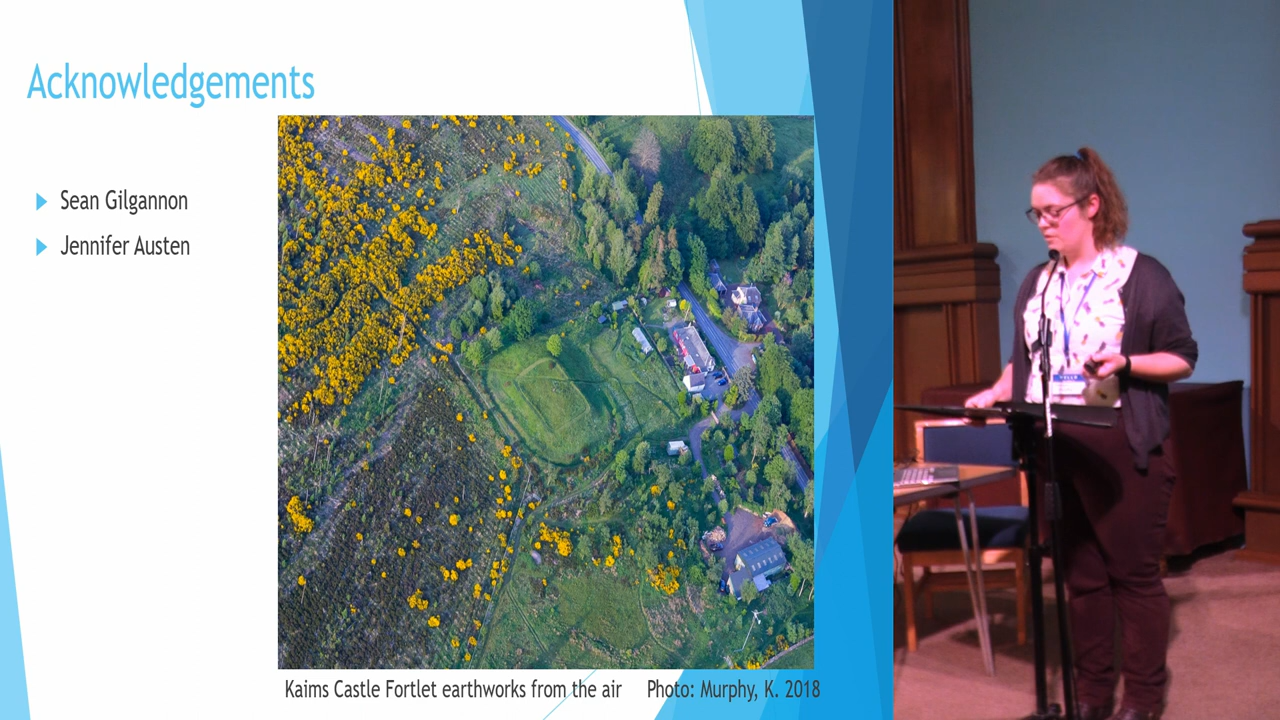 Acknowledgements
Sean Gilgannon
Jennifer Austen
Kaims Castle Fortlet earthworks from the air Photo: Murphy, K. 2018